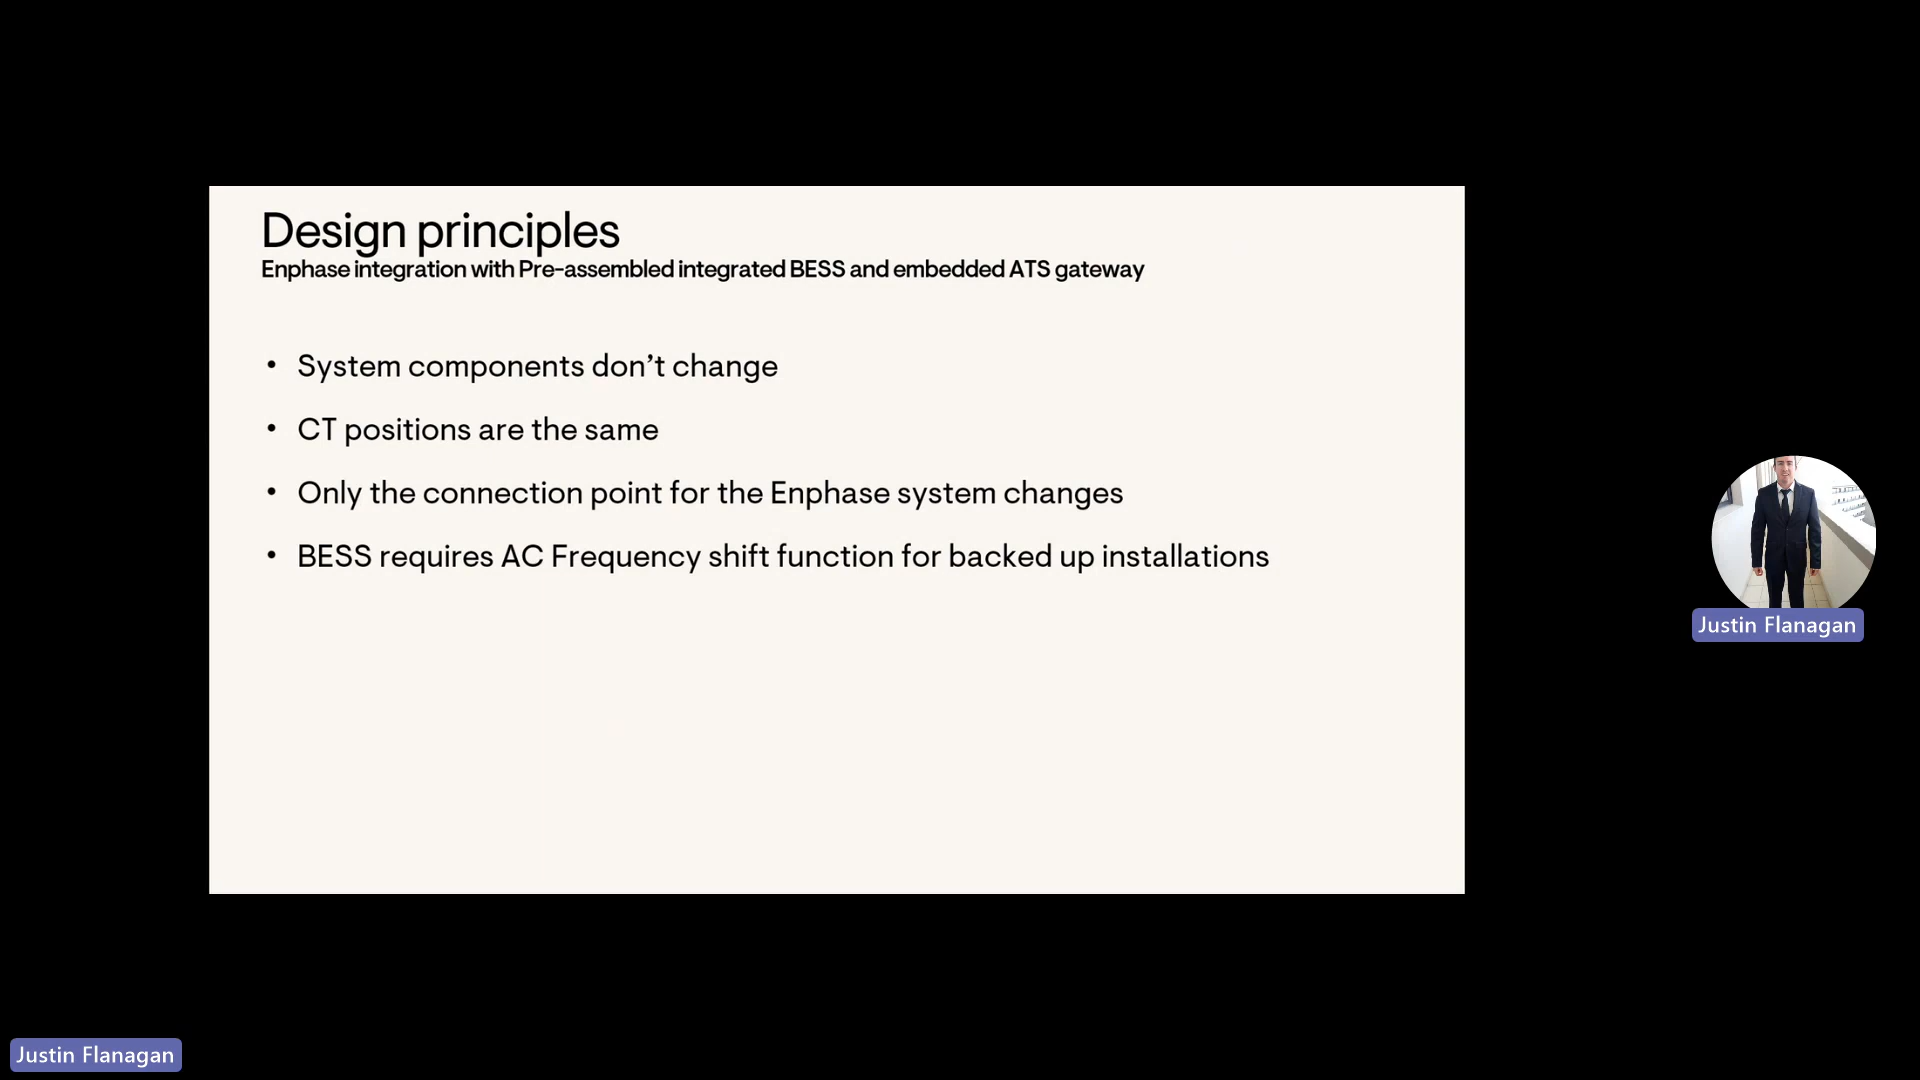 Design principles
Enphase integration with Pre-assembled integrated BESS and embedded ATS gateway
• System components don’t change
• CT positions are the same
• Only the connection point for the Enphase system changes
• BESS requires AC Frequency shift function for backed up installations
Justin Flanagan
Justin Flanagan